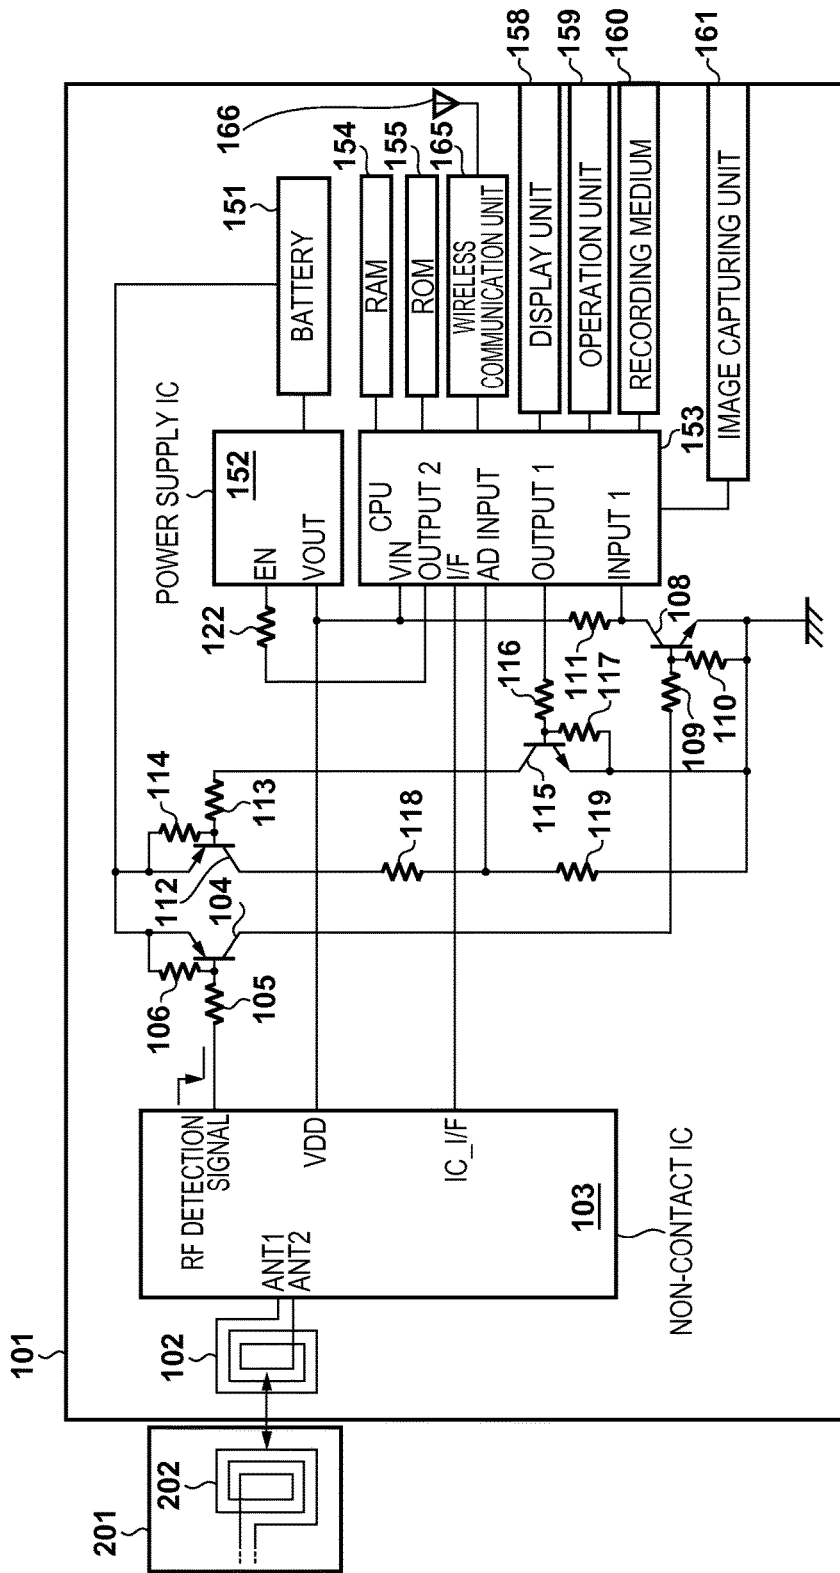 101
201
202
102
RF DETECTION
SIGNAL
ANT1
ANT2
VDD
IC_I/F
103
NON-CONTACT IC
106
105
104
112
114
113
118
119
115
116
117
111
109
110
108
122
POWER SUPPLY IC
152
EN
VOUT
BATTERY
151
CPU
VIN
OUTPUT 2
I/F
AD INPUT
OUTPUT 1
INPUT 1
153
RAM
154
ROM
155
WIRELESS
COMMUNICATION UNIT
165
166
DISPLAY UNIT
158
OPERATION UNIT
159
RECORDING MEDIUM
160
IMAGE CAPTURING UNIT
161